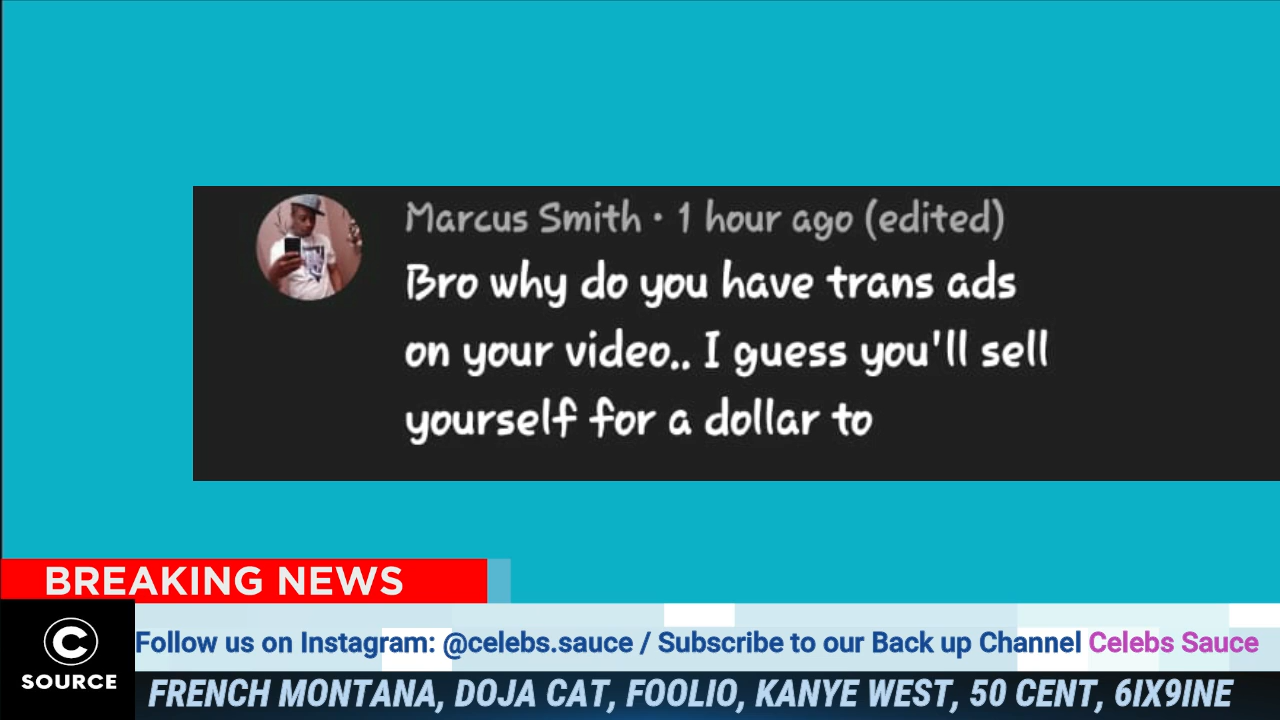 Marcus Smith • 1 hour ago (edited)
Bro why do you have trans ads
on your video.. I guess you'll sell
yourself for a dollar to
BREAKING NEWS
C
SOURCE
Follow us on Instagram: @celebs.sauce / Subscribe to our Back up Channel Celebs Sauce
FRENCH MONTANA, DOJA CAT, FOOLIO, KANYE WEST, 50 CENT, 6IX9INE